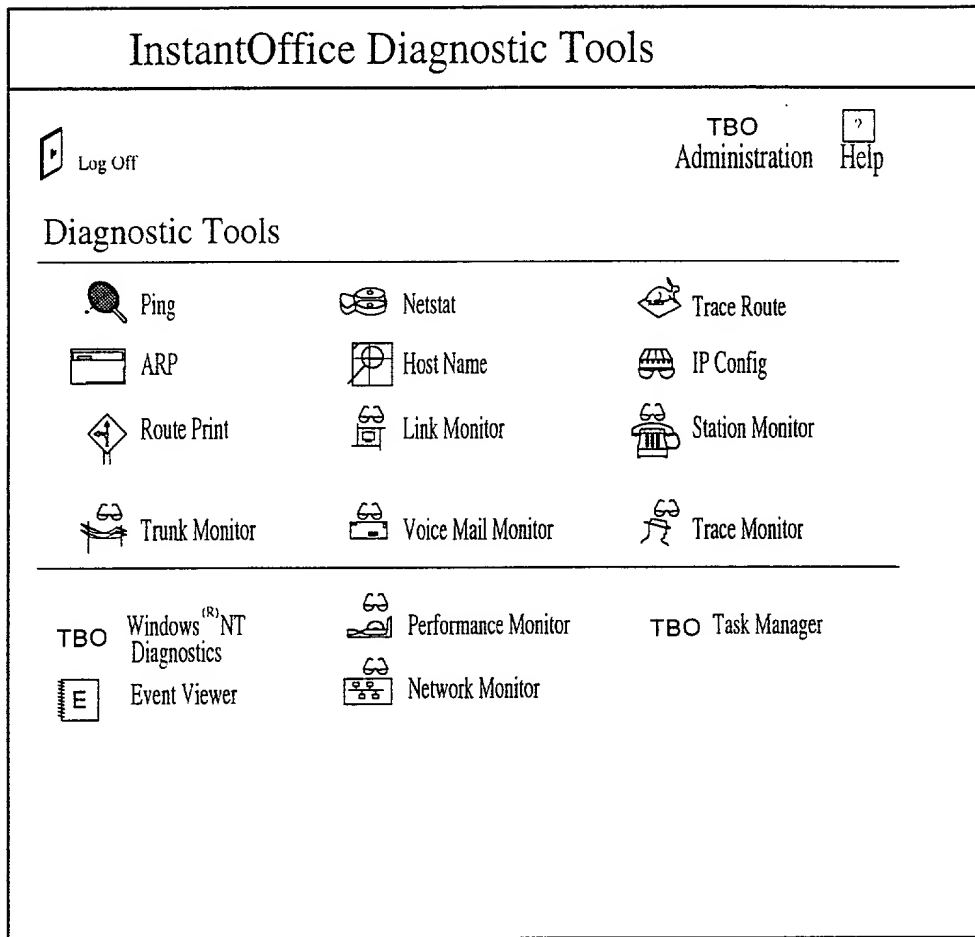 InstantOffice Diagnostic Tools
Log Off
TBO
Administration
?
Help
Diagnostic Tools
Ping
Netstat
Trace Route
ARP
Host Name
IP Config
Route Print
Link Monitor
Station Monitor
Trunk Monitor
Voice Mail Monitor
Trace Monitor
TBO
Windows (R) NT
Diagnostics
Performance Monitor
TBO Task Manager
E
Event Viewer
Network Monitor